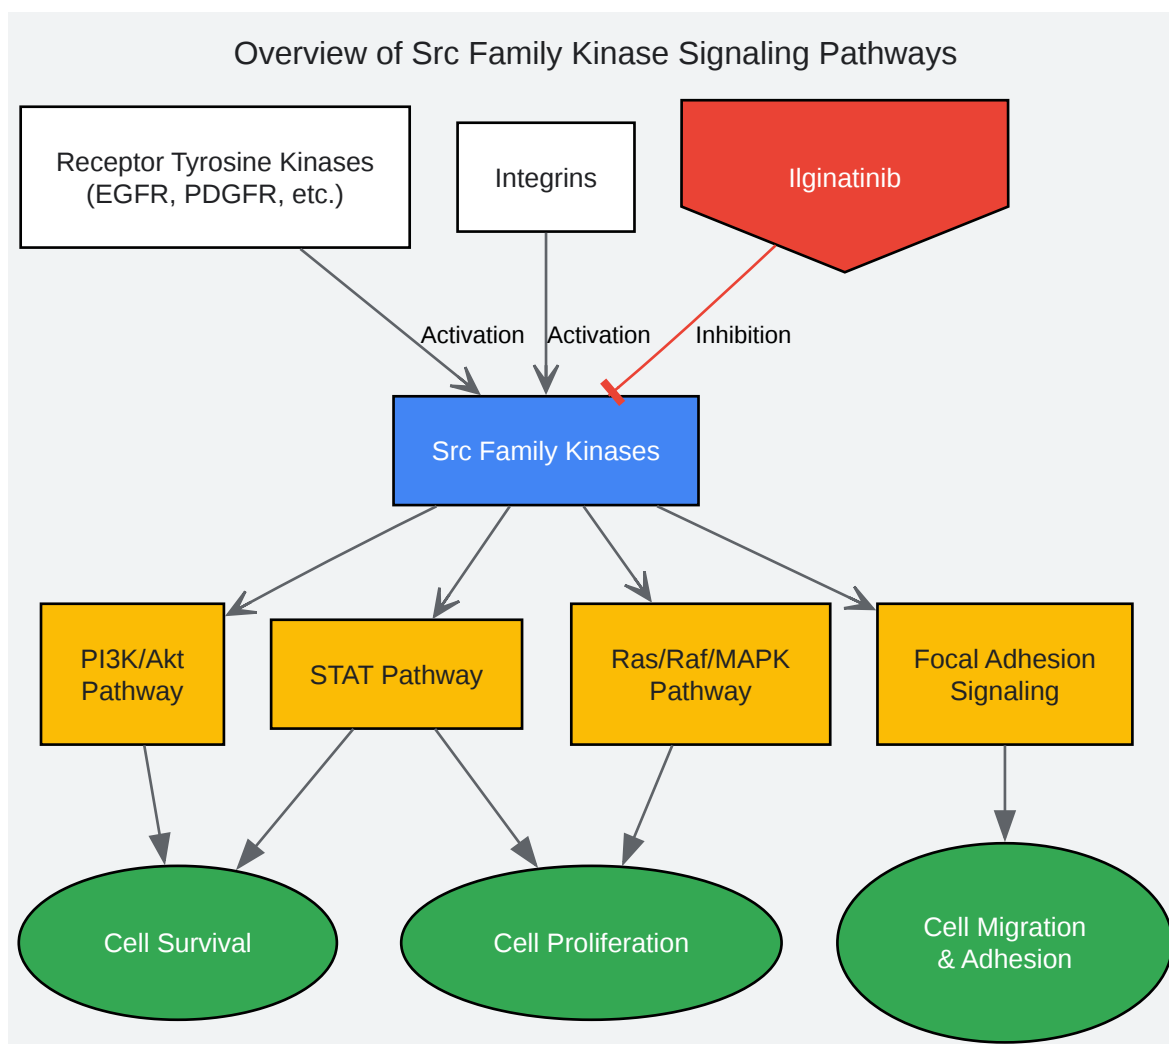 Overview of Src Family Kinase Signaling Pathways
Receptor Tyrosine Kinases
(EGFR, PDGFR, etc.)
Integrins
Ilginatinib
Activation
Activation
Inhibition
Src Family Kinases
PI3K/Akt
Pathway
STAT Pathway
Ras/Raf/MAPK
Pathway
Focal Adhesion
Signaling
Cell Survival
Cell Proliferation
Cell Migration
& Adhesion